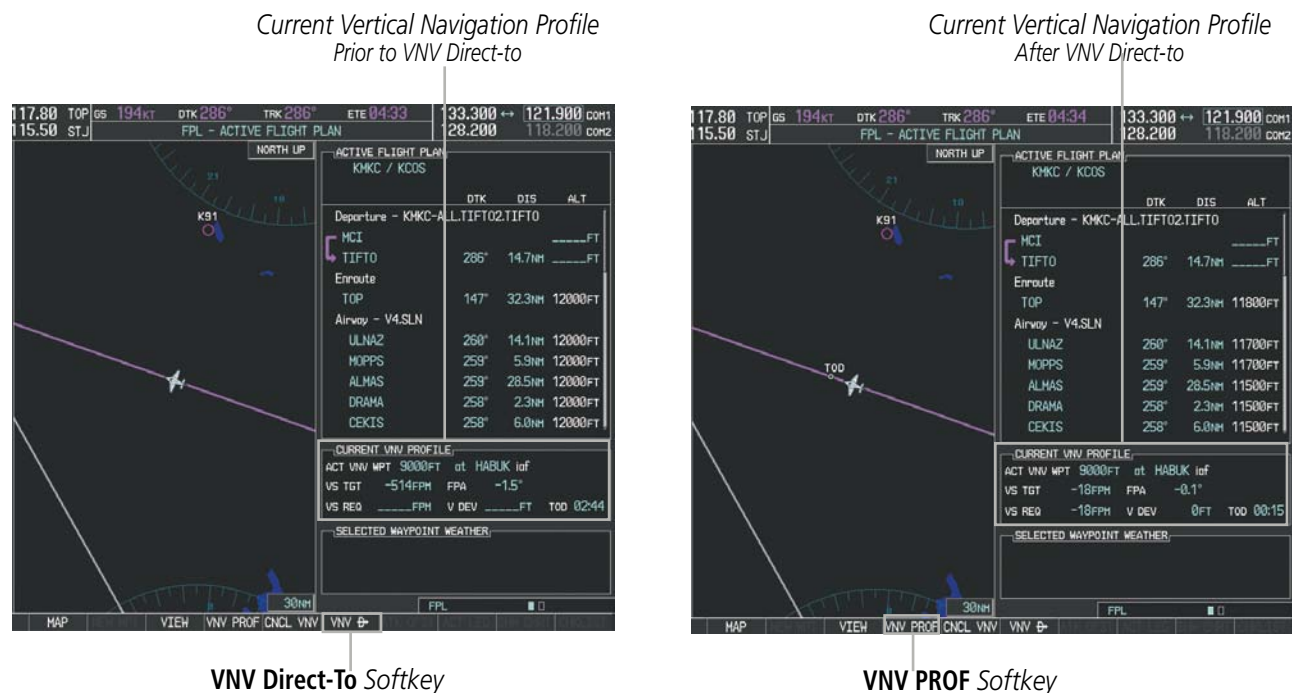 Current Vertical Navigation Profile
Prior to VNV Direct-to
117.80 TOP GS 194KT DTK 286° TRK 286° ETE 04:33 133.300 ↔ 121.900 COM1
115.50 STJ FPL - ACTIVE FLIGHT PLAN 128.200 118.200 COM2
NORTH UP
21
18
K91
ACTIVE FLIGHT PLAN
KMKC / KCOS
DTK DIS ALT
Departure - KMKC-ALL.TIFTO2.TIFTO
MCI _____FT
TIFTO 286° 14.7NM _____FT
Enroute
TOP 147° 32.3NM 12000FT
Airway - V4.SLN
ULNAZ 260° 14.1NM 12000FT
MOPPS 259° 5.9NM 12000FT
ALMAS 259° 28.5NM 12000FT
DRAMA 258° 2.3NM 12000FT
CEKIS 258° 6.0NM 12000FT
CURRENT VNV PROFILE
ACT VNV WPT 9000FT at HABUK iaf
VS TGT -514FPM FPA -1.5°
VS REQ _____FPM V DEV _____FT TOD 02:44
SELECTED WAYPOINT WEATHER
30NM
FPL
MAP VIEW VNV PROF CNCL VNV VNV
VNV Direct-To Softkey
Current Vertical Navigation Profile
After VNV Direct-to
117.80 TOP GS 194KT DTK 286° TRK 286° ETE 04:34 133.300 ↔ 121.900 COM1
115.50 STJ FPL - ACTIVE FLIGHT PLAN 128.200 118.200 COM2
NORTH UP
21
18
K91
TOD
ACTIVE FLIGHT PLAN
KMKC / KCOS
DTK DIS ALT
Departure - KMKC-ALL.TIFTO2.TIFTO
MCI _____FT
TIFTO 286° 14.7NM _____FT
Enroute
TOP 147° 32.3NM 11800FT
Airway - V4.SLN
ULNAZ 260° 14.1NM 11700FT
MOPPS 259° 5.9NM 11700FT
ALMAS 259° 28.5NM 11500FT
DRAMA 258° 2.3NM 11500FT
CEKIS 258° 6.0NM 11500FT
CURRENT VNV PROFILE
ACT VNV WPT 9000FT at HABUK iaf
VS TGT -18FPM FPA -0.1°
VS REQ -18FPM V DEV 0FT TOD 00:15
SELECTED WAYPOINT WEATHER
30NM
FPL
MAP VIEW VNV PROF CNCL VNV VNV
VNV PROF Softkey